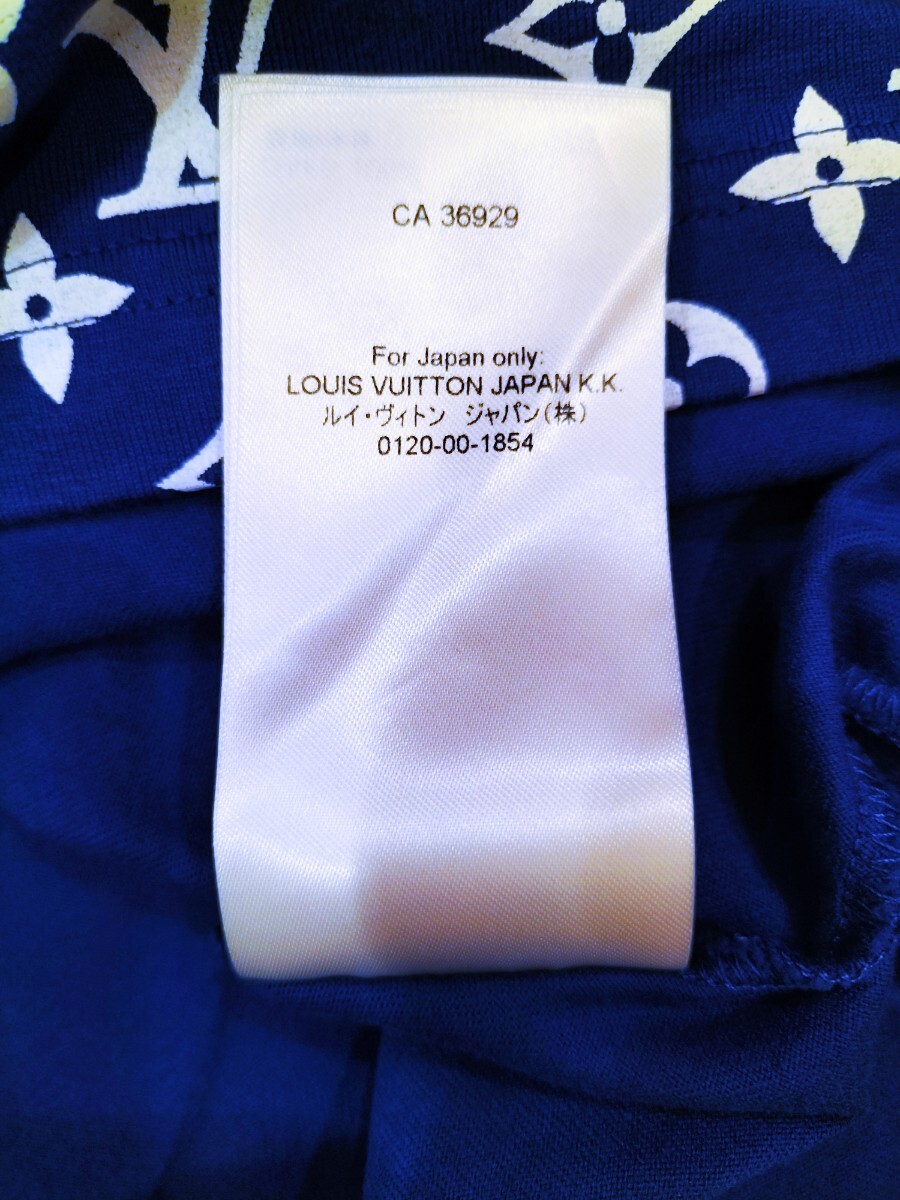 CA 36929
For Japan only:
LOUIS VUITTON JAPAN K.K.
ルイ・ヴィトン ジャパン(株)
0120-00-1854